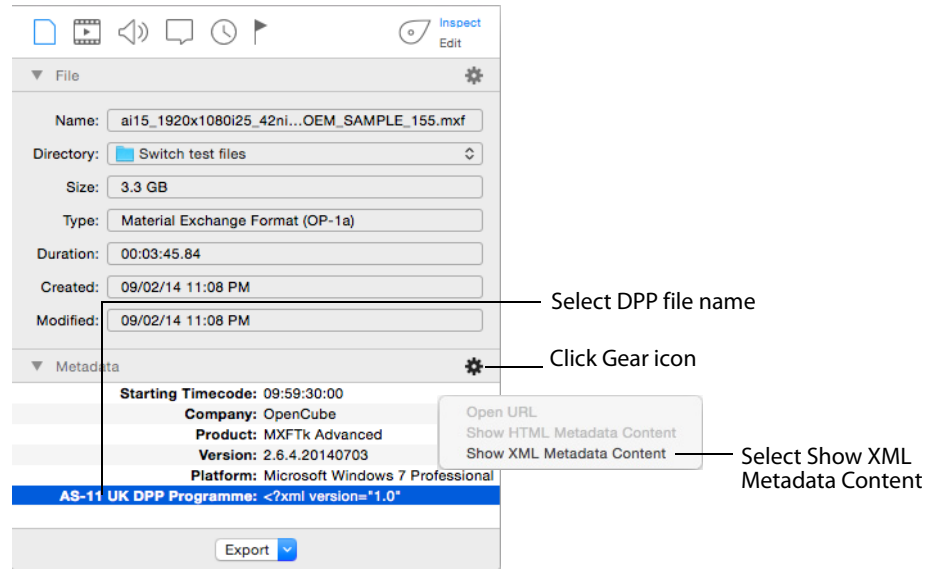 Inspect
Edit
File
Name: ai15_1920x1080i25_42ni...OEM_SAMPLE_155.mxf
Directory: Switch test files
Size: 3.3 GB
Type: Material Exchange Format (OP-1a)
Duration: 00:03:45.84
Created: 09/02/14 11:08 PM
Select DPP file name
Modified: 09/02/14 11:08 PM
Click Gear icon
Metadata
Starting Timecode: 09:59:30:00
Company: OpenCube
Open URL
Product: MXFTk Advanced
Show HTML Metadata Content
Version: 2.6.4.20140703
Show XML Metadata Content
Select Show XML
Metadata Content
Platform: Microsoft Windows 7 Professional
AS-11 UK DPP Programme: <?xml version="1.0"
Export